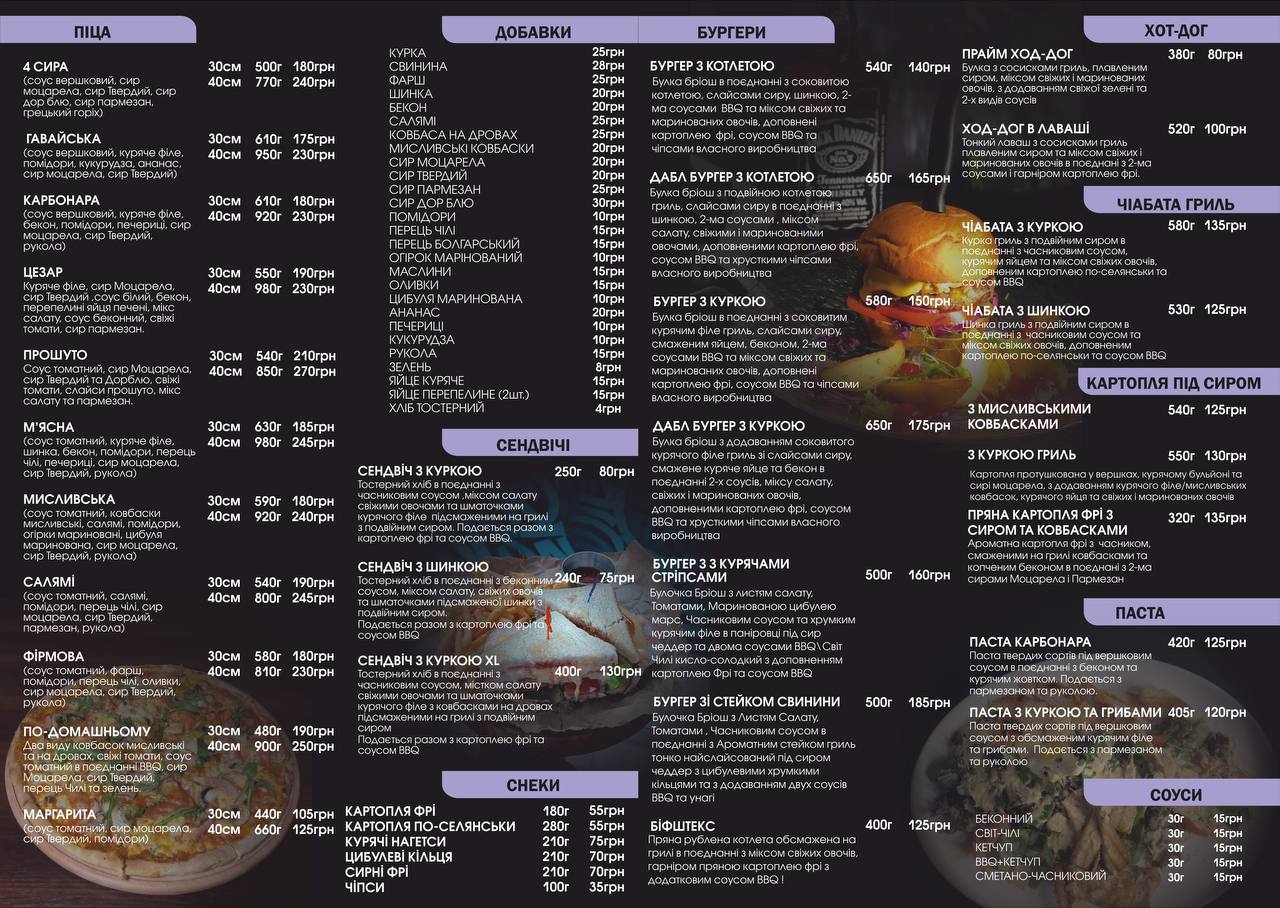 ПІЦА
4 СИРА 30см 500г 180грн
(соус вершковий, сир 40см 770г 240грн
моцарела, сир Твердий, сир
дор блю, сир пармезан,
грецький горіх)
ГАВАЙСЬКА 30см 610г 175грн
(соус вершковий, куряче філе, 40см 950г 230грн
помідори, кукурудза, ананас,
сир моцарела, сир Твердий)
КАРБОНАРА 30см 610г 180грн
(соус вершковий, куряче філе, 40см 920г 230грн
бекон, помідори, печериці, сир
моцарела, сир Твердий,
рукола)
ЦЕЗАР 30см 550г 190грн
Куряче філе, сир Моцарела, 40см 980г 230грн
сир Твердий ,соус білий, бекон,
перепелині яйця печені, мікс
салату, соус беконний, свіжі
томати, сир пармезан.
ПРОШУТО 30см 540г 210грн
Соус томатний, сир Моцарела, 40см 850г 270грн
сир Твердий та Дорблю, свіжі
томати, слайси прошуто, мікс
салату та пармезан.
М'ЯСНА 30см 630г 185грн
(соус томатний, куряче філе, 40см 980г 245грн
шинка, бекон, помідори, перець
чілі, печериці, сир моцарела,
сир Твердий, рукола)
МИСЛИВСЬКА 30см 590г 180грн
(соус томатний, ковбаски 40см 920г 240грн
мисливські, салямі, помідори,
огірки мариновані, цибуля
маринована, сир моцарела,
сир Твердий, рукола)
САЛЯМІ 30см 540г 190грн
(соус томатний, салямі, 40см 800г 245грн
помідори, перець чілі, сир
моцарела, сир Твердий,
пармезан, рукола)
ФІРМОВА 30см 580г 180грн
(соус томатний, фарш, 40см 810г 230грн
помідори, перець чілі, оливки,
сир моцарела, сир Твердий,
рукола)
ПО-ДОМАШНЬОМУ 30см 480г 190грн
Два виду ковбасок мисливські 40см 900г 250грн
та на дровах, свіжі томати, соус
томатний в поєднанні BBQ, сир
Моцарела, сир Твердий,
перець Чилі та зелень.
МАРГАРИТА 30см 440г 105грн
(соус томатний, сир моцарела, 40см 660г 125грн
сир Твердий, помідори)
ДОБАВКИ
КУРКА 25грн
СВИНИНА 28грн
ФАРШ 25грн
ШИНКА 20грн
БЕКОН 20грн
САЛЯМІ 25грн
КОВБАСА НА ДРОВАХ 25грн
МИСЛИВСЬКІ КОВБАСКИ 20грн
СИР МОЦАРЕЛА 20грн
СИР ТВЕРДИЙ 20грн
СИР ПАРМЕЗАН 25грн
СИР ДОР БЛЮ 30грн
ПОМІДОРИ 10грн
ПЕРЕЦЬ ЧІЛІ 15грн
ПЕРЕЦЬ БОЛГАРСЬКИЙ 15грн
ОГІРОК МАРІНОВАНИЙ 10грн
МАСЛИНИ 15грн
ОЛИВКИ 15грн
ЦИБУЛЯ МАРИНОВАНА 10грн
АНАНАС 20грн
ПЕЧЕРИЦІ 10грн
КУКУРУДЗА 10грн
РУКОЛА 15грн
ЗЕЛЕНЬ 8грн
ЯЙЦЕ КУРЯЧЕ 15грн
ЯЙЦЕ ПЕРЕПЕЛИНЕ (2шт.) 15грн
ХЛІБ ТОСТЕРНИЙ 4грн
СЕНДВІЧІ
СЕНДВІЧ З КУРКОЮ 250г 80грн
Тостерний хліб в поєднанні з
часниковим соусом ,міксом салату
свіжими овочами та шматочками
курячого філе підсмаженими на грилі
з подвійним сиром. Подається разом з
картоплею фрі та соусом BBQ.
СЕНДВІЧ З ШИНКОЮ
Тостерний хліб в поєднанні з беконним 240г 75грн
соусом, міксом салату, свіжих овочів
та шматочками підсмаженої шинки з
подвійним сиром.
Подається разом з картоплею фрі та
соусом BBQ
СЕНДВІЧ З КУРКОЮ XL
Тостерний хліб в поєднанні з 400г 130грн
часниковим соусом, містком салату
свіжими овочами та шматочками
курячого філе з ковбасками на дровах
підсмаженими на грилі з подвійним
сиром
Подається разом з картоплею фрі та
соусом BBQ
СНЕКИ
КАРТОПЛЯ ФРІ 180г 55грн
КАРТОПЛЯ ПО-СЕЛЯНСЬКИ 280г 55грн
КУРЯЧІ НАГЕТСИ 210г 75грн
ЦИБУЛЕВІ КІЛЬЦЯ 210г 70грн
СИРНІ ФРІ 210г 70грн
ЧІПСИ 100г 35грн
БУРГЕРИ
БУРГЕР З КОТЛЕТОЮ 540г 140грн
Булка бріош в поєднанні з соковитою
котлетою, слайсами сиру, шинкою, 2-
ма соусами BBQ та міксом свіжих та
маринованих овочів, доповнені
картоплею фрі, соусом BBQ та
чіпсами власного виробництва
ДАБЛ БУРГЕР З КОТЛЕТОЮ 650г 165грн
Булка бріош з подвійною котлетою
гриль, слайсами сиру в поєднанні з
шинкою, 2-ма соусами , міксом
салату, свіжими і маринованими
овочами, доповненими картоплею фрі,
соусом BBQ та хрусткими чіпсами
власного виробництва
БУРГЕР З КУРКОЮ 580г 150грн
Булка бріош в поєднанні з соковитим
курячим філе гриль, слайсами сиру,
смаженим яйцем, беконом, 2-ма
соусами BBQ та міксом свіжих та
маринованих овочів, доповнені
картоплею фрі, соусом BBQ та чіпсами
власного виробництва
ДАБЛ БУРГЕР З КУРКОЮ 650г 175грн
Булка бріош з додаванням соковитого
курячого філе гриль зі слайсами сиру,
смажене куряче яйце та бекон в
поєднанні 2-х соусів, міксу салату,
свіжих і маринованих овочів,
доповненими картоплею фрі, соусом
BBQ та хрусткими чіпсами власного
виробництва
БУРГЕР З 3 КУРЯЧАМИ
СТРІПСАМИ 500г 160грн
Булочка Бріош з листям салату,
Томатами, Маринованою цибулею
марс, Часниковим соусом та хрумким
курячим філе в паніровці під сир
чеддер та двома соусами BBQ\Світ
Чилі кисло-солодкий з доповненням
картоплею Фрі та соусом BBQ
БУРГЕР ЗІ СТЕЙКОМ СВИНИНИ 500г 185грн
Булочка Бріош з Листям Салату,
Томатами , Часниковим соусом в
поєднанні з Ароматним стейком гриль
тонко найслайсований під сиром
чеддер з цибулевими хрумкими
кільцями та з додаванням двух соусів
BBQ та унагі
БІФШТЕКС 400г 125грн
Пряна рублена котлета обсмажена на
грилі в поєднанні з міксом свіжих овочів,
гарніром пряною картоплею фрі з
додатковим соусом BBQ !
ХОТ-ДОГ
ПРАЙМ ХОД-ДОГ 380г 80грн
Булка з сосисками гриль, плавленим
сиром, міксом свіжих і маринованих
овочів, з додаванням свіжої зелені та
2-х видів соусів
ХОД-ДОГ В ЛАВАШІ 520г 100грн
Тонкий лаваш з сосисками гриль
плавленим сиром та міксом свіжих і
маринованих овочів в поєднані з 2-ма
соусами і гарніром картоплею фрі.
ЧІАБАТА ГРИЛЬ
ЧІАБАТА З КУРКОЮ 580г 135грн
Курка гриль з подвійним сиром в
поєднанні з часниковим соусом,
курячим яйцем та міксом свіжих овочів,
доповненим картоплею по-селянськи та
соусом BBQ
ЧІАБАТА З ШИНКОЮ 530г 130грн
Шинка гриль з подвійним сиром в
поєднанні з часниковим соусом та
міксом свіжих овочів, доповненим
картоплею по-селянськи та соусом BBQ
КАРТОПЛЯ ПІД СИРОМ
З МИСЛИВСЬКИМИ 540г 125грн
КОВБАСКАМИ
З КУРКОЮ ГРИЛЬ 550г 130грн
Картопля протушкована у вершках, курячому бульйоні та
сирі моцарела, з додованням курячого філе/мисливських
ковбасок, курячого яйця та свіжих і маринованих овочів
ПРЯНА КАРТОПЛЯ ФРІ З 320г 135грн
СИРОМ ТА КОВБАСКАМИ
Ароматна картопля фрі з часником,
смаженими на грилі ковбасками та
копченим беконом в поєднанні з 2-ма
сирами Моцарела і Пармезан
ПАСТА
ПАСТА КАРБОНАРА 420г 125грн
Паста твердих сортів під вершковим
соусом в поєднанні з беконом та
курячим жовтком. Подається з
пармезаном та руколою.
ПАСТА З КУРКОЮ ТА ГРИБАМИ 405г 120грн
Паста твердих сортів під вершковим
соусом з обсмаженим курячим філе
та грибами. Подається з пармезаном
та руколою
СОУСИ
БЕКОННИЙ 30г 15грн
СВІТ-ЧІЛІ 30г 15грн
КЕТЧУП 30г 15грн
BBQ+КЕТЧУП 30г 15грн
СМЕТАНО-ЧАСНИКОВИЙ 30г 15грн